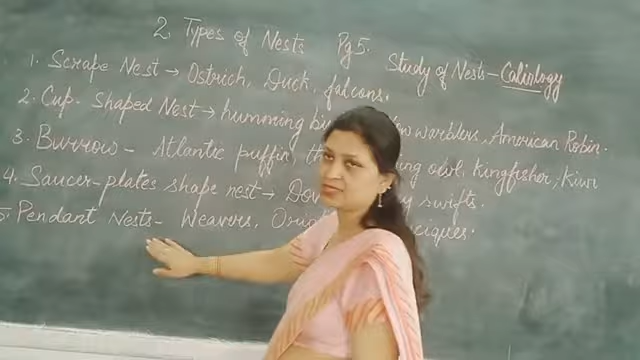 2. Types of Nests Pg 5.
Study of Nests - Caliology
1. Scrape Nest → Ostrich, Duck, falcons.
2. Cup-Shaped Nest → humming warblers, American Robin.
3. Burrow - Atlantic puffin, owl, Kingfisher, Kiwi
4. Saucer-plates shape nest → swifts.
5. Pendant Nests - Weavers,